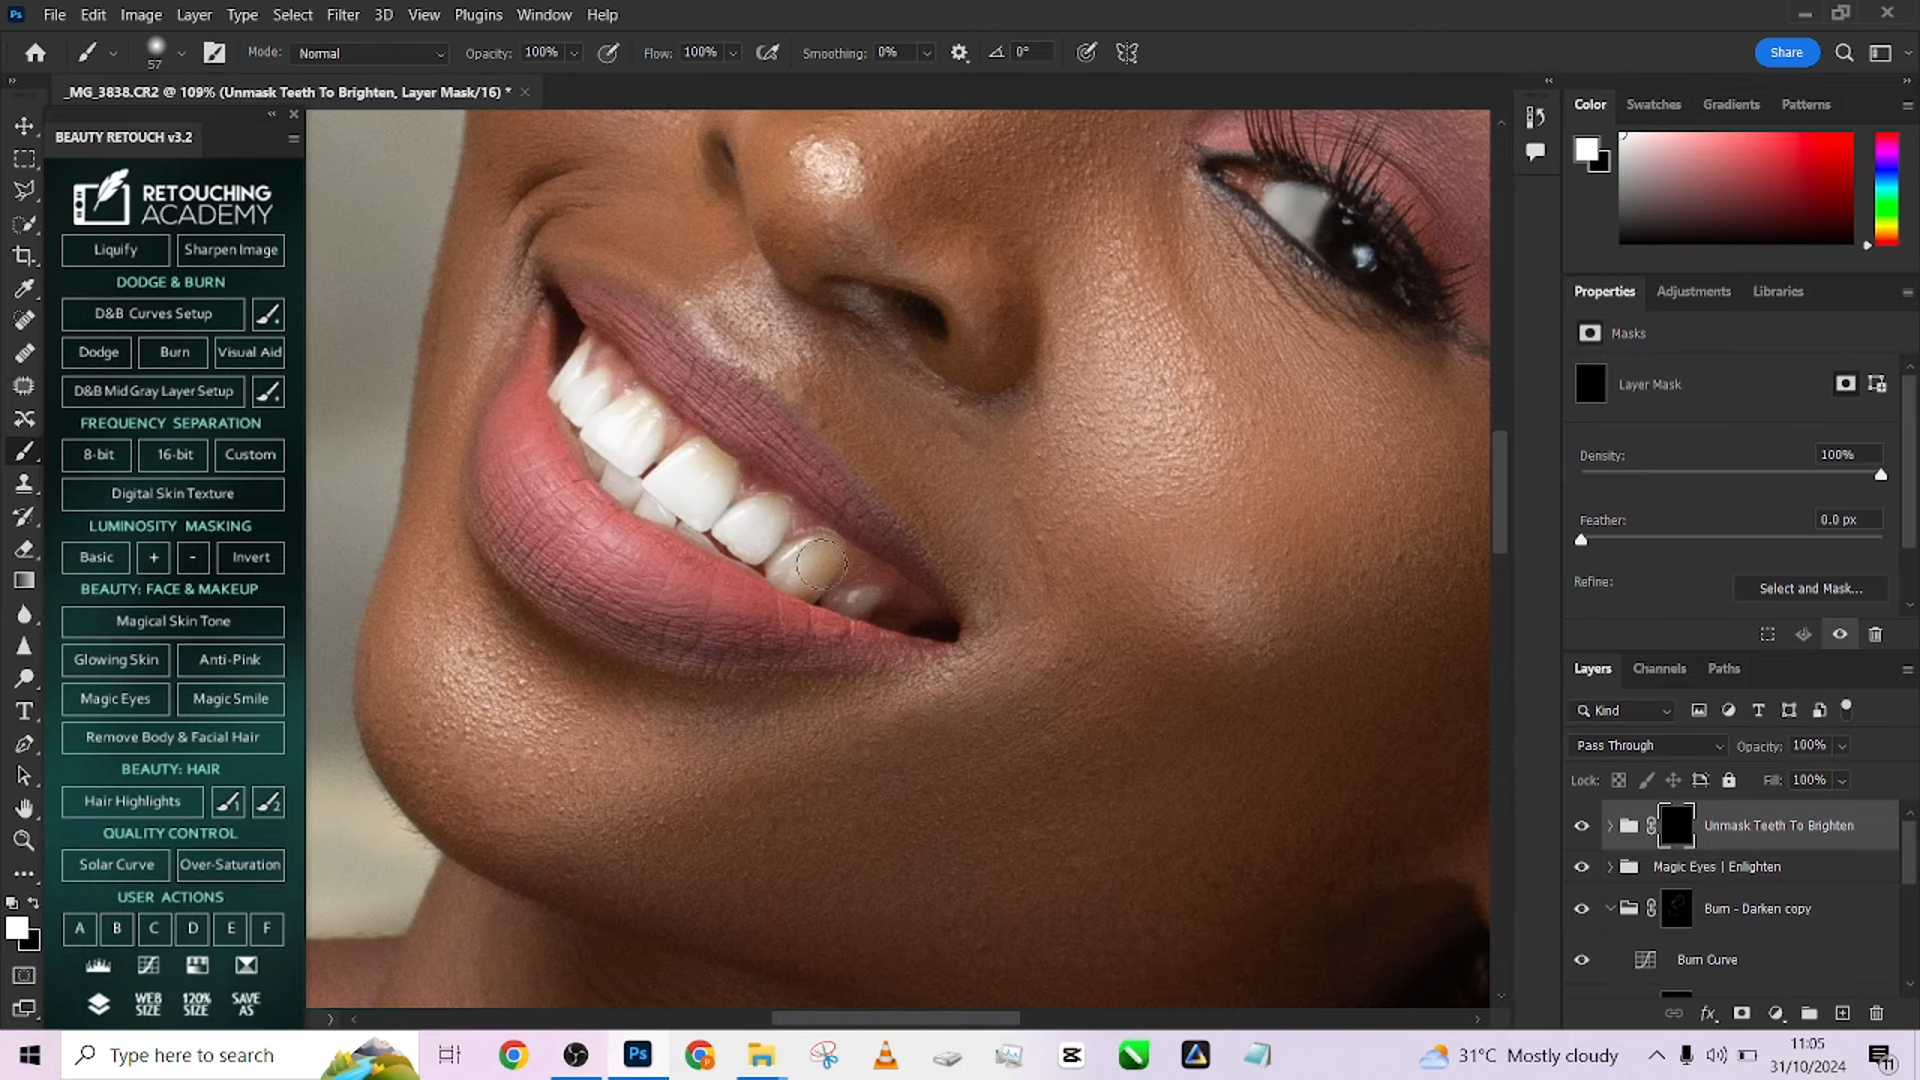 Ps File Edit Image Layer Type Select Filter 3D View Plugins Window Help
57 Mode: Normal Opacity: 100% Flow: 100% Smoothing: 0% 0° Share
_MG_3838.CR2 @ 109% (Unmask Teeth To Brighten, Layer Mask/16) *
BEAUTY RETOUCH v3.2
RETOUCHING
ACADEMY
Liquify Sharpen Image
DODGE & BURN
D&B Curves Setup
Dodge Burn Visual Aid
D&B Mid Gray Layer Setup
FREQUENCY SEPARATION
8-bit 16-bit Custom
Digital Skin Texture
LUMINOSITY MASKING
Basic + - Invert
BEAUTY: FACE & MAKEUP
Magical Skin Tone
Glowing Skin Anti-Pink
Magic Eyes Magic Smile
Remove Body & Facial Hair
BEAUTY: HAIR
Hair Highlights 1 2
QUALITY CONTROL
Solar Curve Over-Saturation
USER ACTIONS
A B C D E F
WEB SIZE 120% SIZE SAVE AS
Color Swatches Gradients Patterns
Properties Adjustments Libraries
Masks
Layer Mask
Density: 100%
Feather: 0.0 px
Refine: Select and Mask...
Layers Channels Paths
Kind
Pass Through Opacity: 100%
Lock: Fill: 100%
Unmask Teeth To Brighten
Magic Eyes | Enlighten
Burn - Darken copy
Burn Curve
fx
Type here to search Ps 31°C Mostly cloudy 11:05
31/10/2024 11